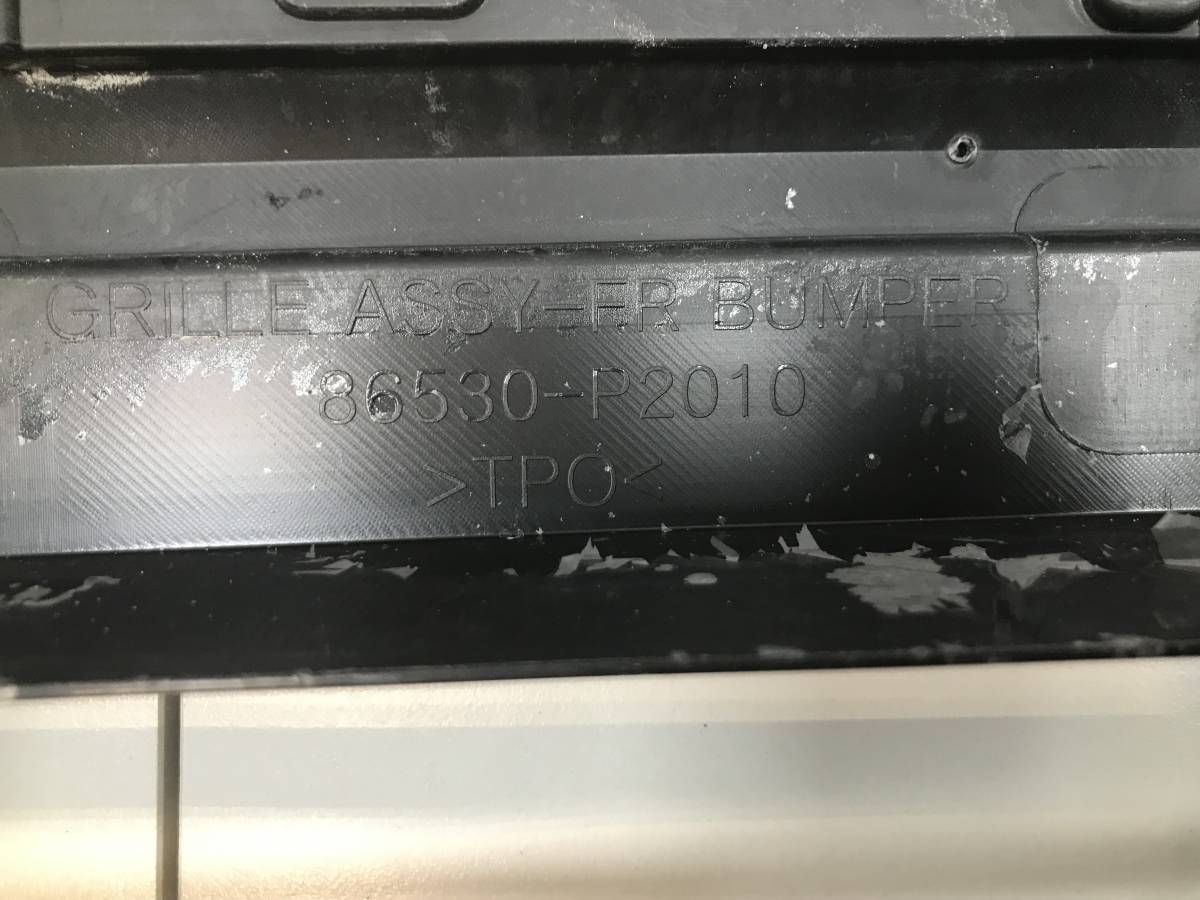 GRILLE ASSY-FR BUMPER
86530-P2010
>TPO<